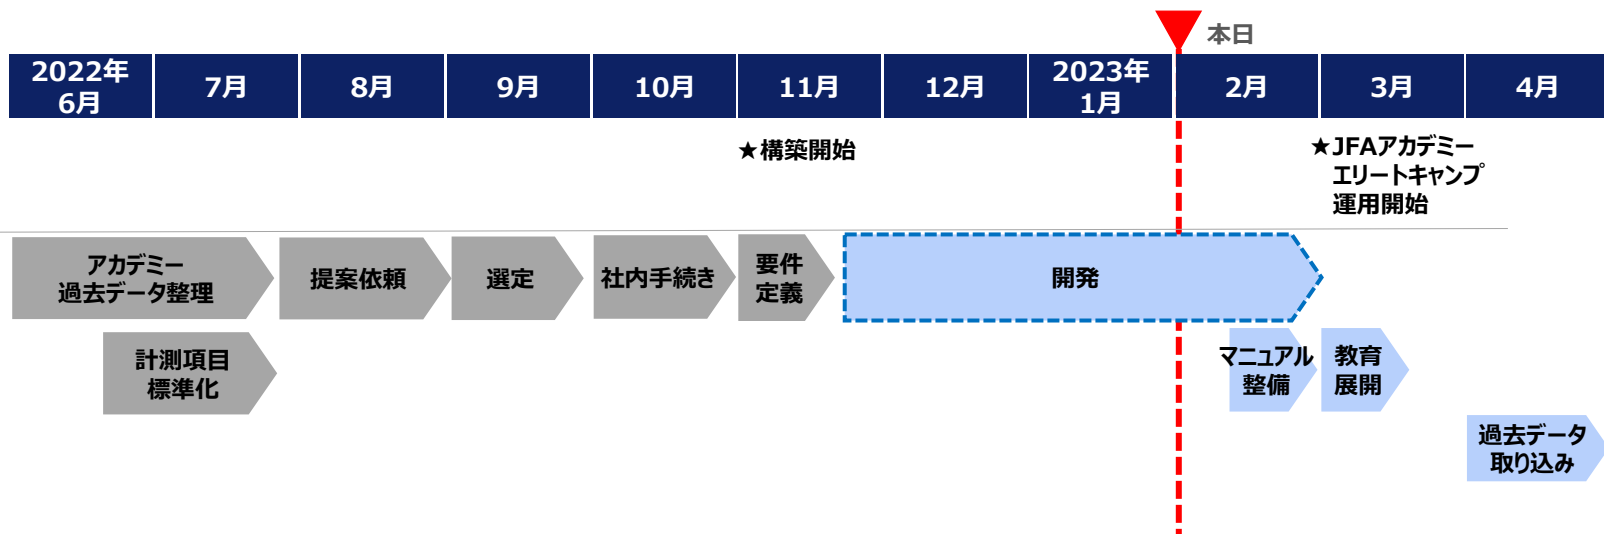 本日
2022年
6月
7月
8月
9月
10月
11月
12月
2023年
1月
2月
3月
4月
★構築開始
★JFAアカデミー
エリートキャンプ
運用開始
アカデミー
過去データ整理
提案依頼
選定
社内手続き
要件
定義
開発
計測項目
標準化
マニュアル
整備
教育
展開
過去データ
取り込み